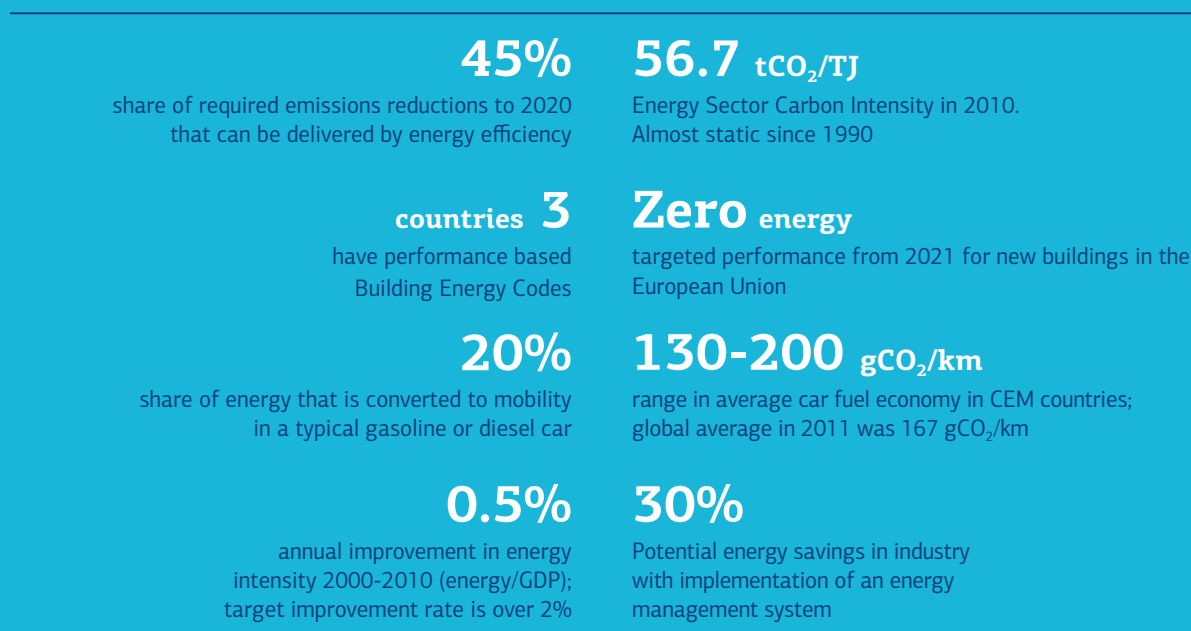 45%
share of required emissions reductions to 2020
that can be delivered by energy efficiency
56.7 tCO₂/TJ
Energy Sector Carbon Intensity in 2010.
Almost static since 1990
countries 3
have performance based
Building Energy Codes
Zero energy
targeted performance from 2021 for new buildings in the
European Union
20%
share of energy that is converted to mobility
in a typical gasoline or diesel car
130-200 gCO₂/km
range in average car fuel economy in CEM countries;
global average in 2011 was 167 gCO₂/km
0.5%
annual improvement in energy
intensity 2000-2010 (energy/GDP);
target improvement rate is over 2%
30%
Potential energy savings in industry
with implementation of an energy
management system